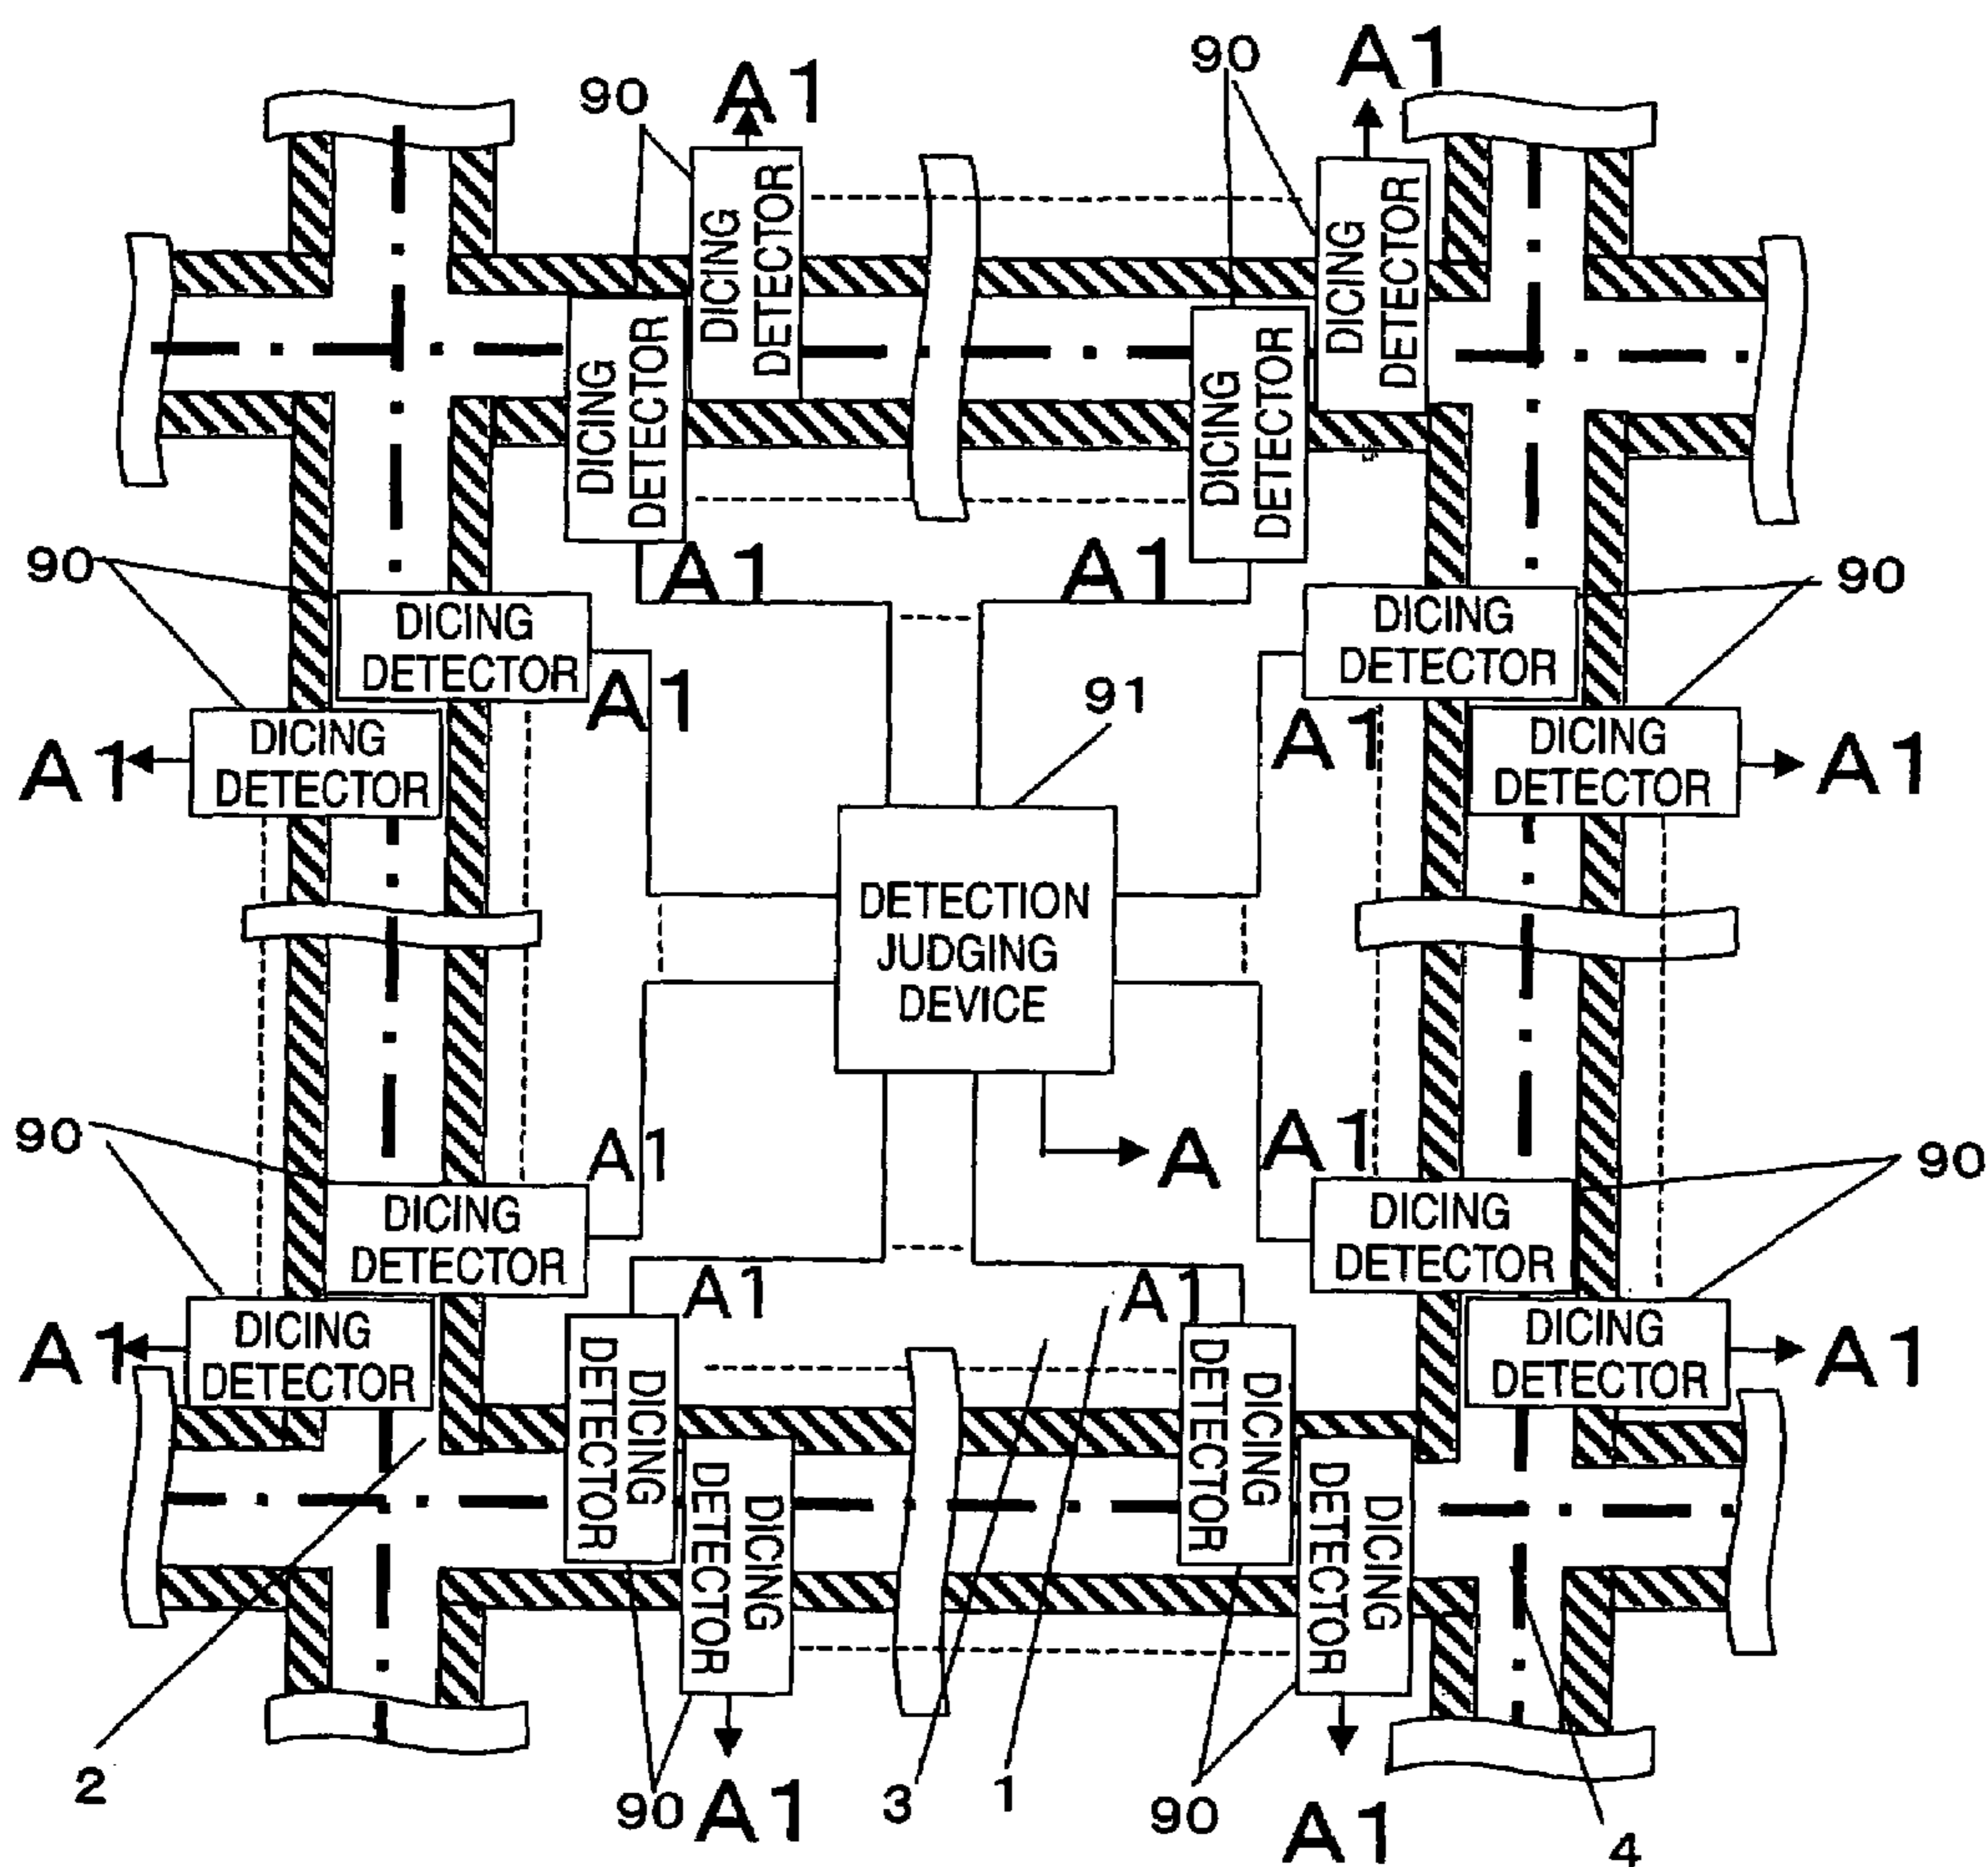 90
A1
90
A1
DICING
DETECTOR
DICING
DETECTOR
DICING
DETECTOR
DICING
DETECTOR
A1
A1
90
DICING
DETECTOR
DICING
DETECTOR
90
A1
91
A1
A1
DICING
DETECTOR
DICING
DETECTOR
A1
DETECTION
JUDGING
DEVICE
90
A1
A
A1
90
DICING
DETECTOR
DICING
DETECTOR
A1
DICING
DETECTOR
A1
A1
DICING
DETECTOR
A1
DICING
DETECTOR
DICING
DETECTOR
DICING
DETECTOR
DICING
DETECTOR
2
90
A1
3
1
90
A1
4